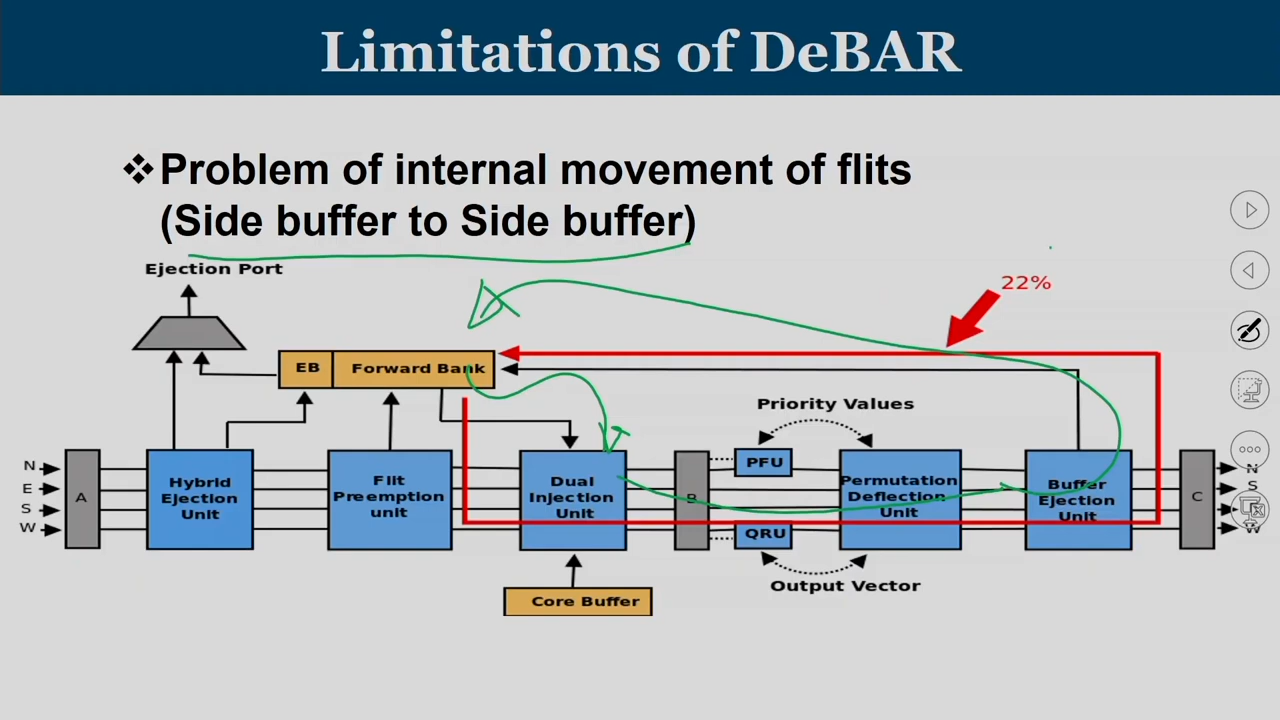 Limitations of DeBAR
❖Problem of internal movement of flits
(Side buffer to Side buffer)
Ejection Port
22%
EB
Forward Bank
Priority Values
N
E
S
W
A
Hybrid
Ejection
Unit
Flit
Preemption
unit
Dual
Injection
Unit
B
PFU
QRU
Permutation
Deflection
Unit
Buffer
Ejection
Unit
C
N
S
W
Output Vector
Core Buffer